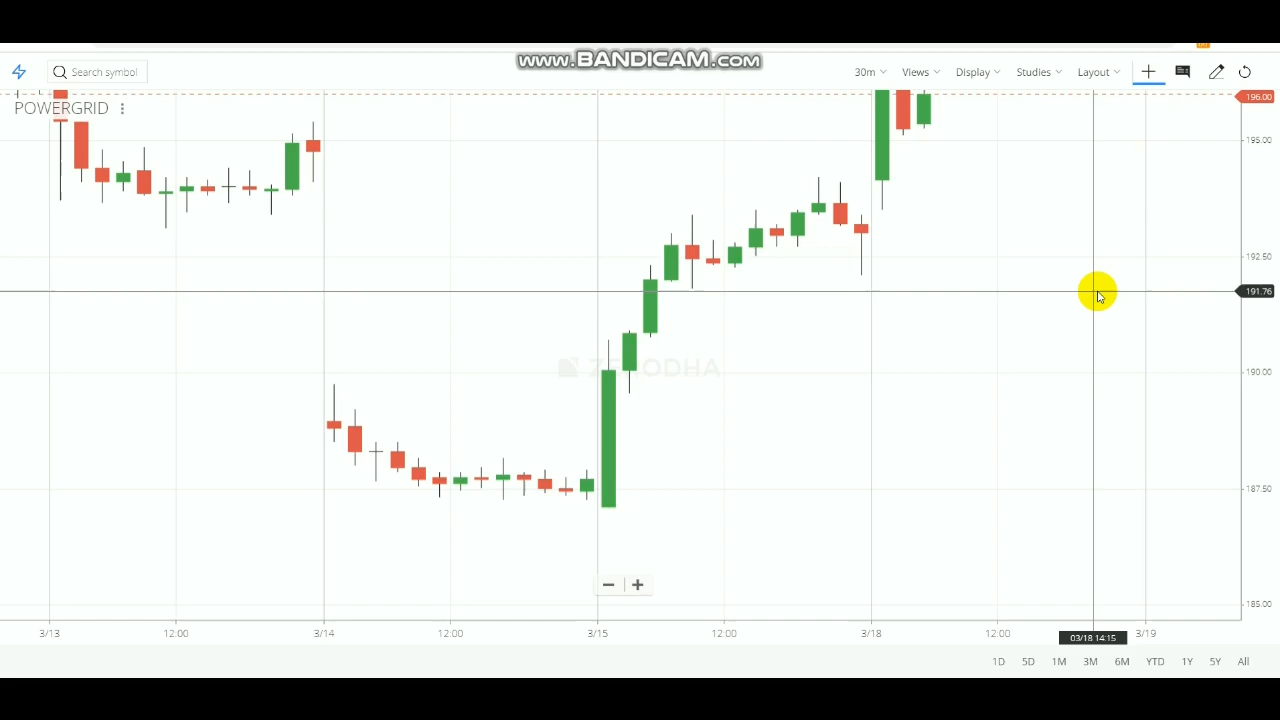 www.BANDICAM.com
Search symbol
30m Views Display Studies Layout
POWERGRID
196.00
195.00
192.50
191.76
190.00
ZERODHA
187.50
185.00
3/13 12:00 3/14 12:00 3/15 12:00 3/18 12:00 03/18 14:15 3/19
1D 5D 1M 3M 6M YTD 1Y 5Y All